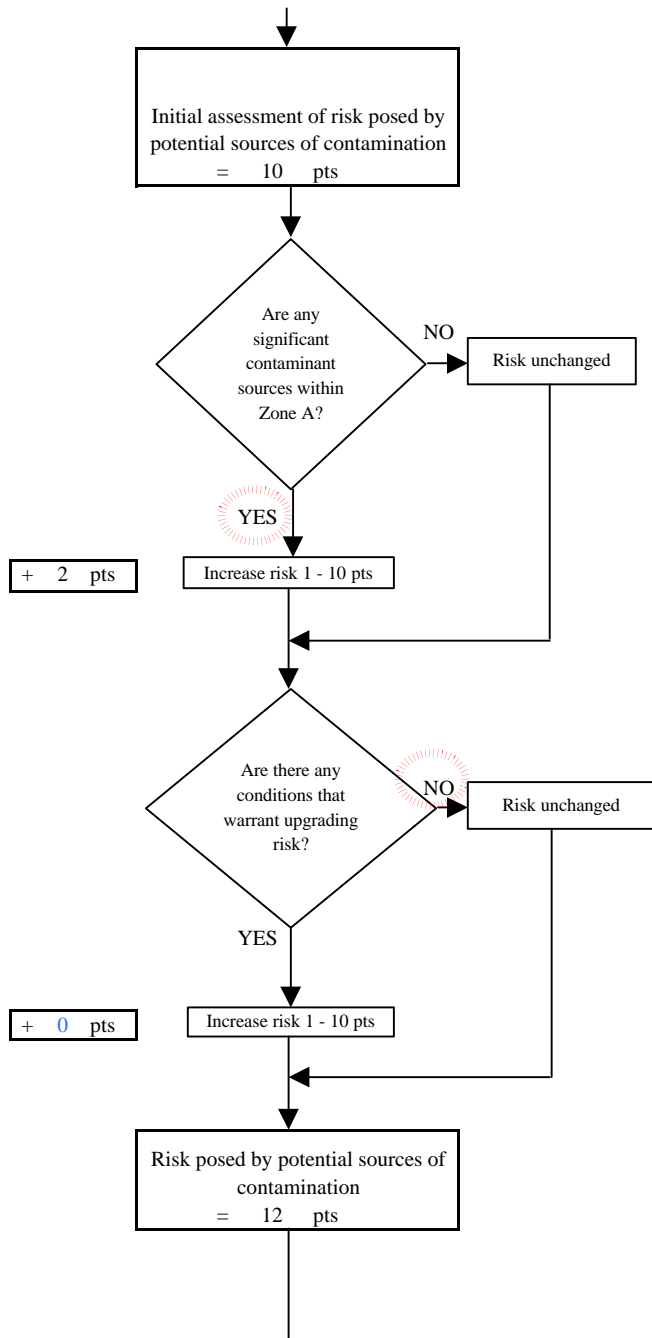 Initial assessment of risk posed by
potential sources of contamination
= 10 pts
Are any
significant
contaminant
sources within
Zone A?
NO
Risk unchanged
YES
+ 2 pts
Increase risk 1 - 10 pts
Are there any
conditions that
warrant upgrading
risk?
NO
Risk unchanged
YES
+ 0 pts
Increase risk 1 - 10 pts
Risk posed by potential sources of
contamination
= 12 pts